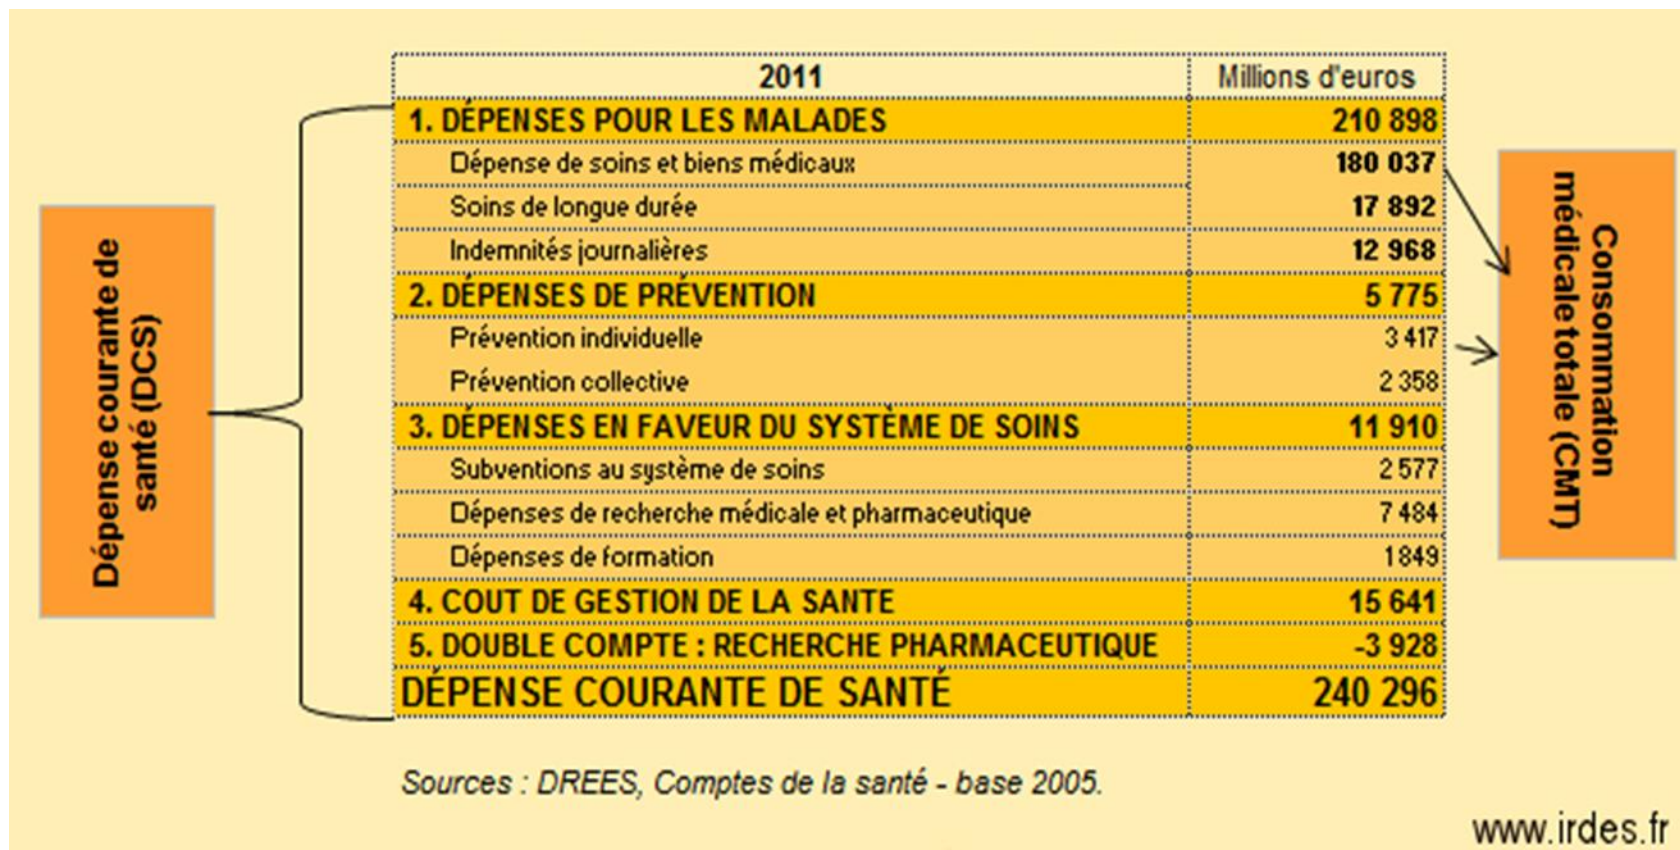 2011 Millions d'euros
1. DÉPENSES POUR LES MALADES 210 898
Dépense de soins et biens médicaux 180 037
Soins de longue durée 17 892
Indemnités journalières 12 968
2. DÉPENSES DE PRÉVENTION 5 775
Prévention individuelle 3 417
Prévention collective 2 358
3. DÉPENSES EN FAVEUR DU SYSTÈME DE SOINS 11 910
Subventions au système de soins 2 577
Dépenses de recherche médicale et pharmaceutique 7 484
Dépenses de formation 1 849
4. COUT DE GESTION DE LA SANTE 15 641
5. DOUBLE COMPTE : RECHERCHE PHARMACEUTIQUE -3 928
DÉPENSE COURANTE DE SANTÉ 240 296
Dépense courante de
santé (DCS)
Consommation
médicale totale (CMT)
Sources : DREES, Comptes de la santé - base 2005.
www.irdes.fr